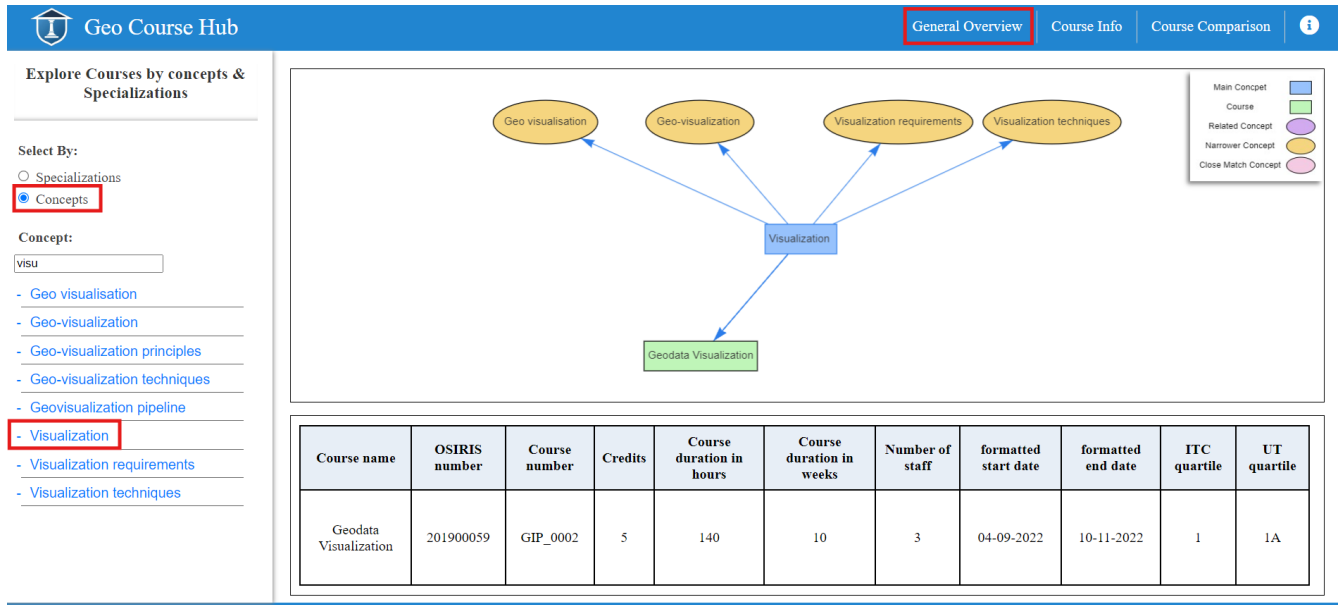 Geo Course Hub
General Overview
Course Info
Course Comparison
i
Explore Courses by concepts &
Specializations
Select By:
Specializations
Concepts
Concept:
visu
- Geo visualisation
- Geo-visualization
- Geo-visualization principles
- Geo-visualization techniques
- Geovisualization pipeline
- Visualization
- Visualization requirements
- Visualization techniques
Geo visualisation
Geo-visualization
Visualization requirements
Visualization techniques
Visualization
Geodata Visualization
Main Concpet
Course
Related Concept
Narrower Concept
Close Match Concept
Course name
OSIRIS
number
Course
number
Credits
Course
duration in
hours
Course
duration in
weeks
Number of
staff
formatted
start date
formatted
end date
ITC
quartile
UT
quartile
Geodata
Visualization
201900059
GIP_0002
5
140
10
3
04-09-2022
10-11-2022
1
1A